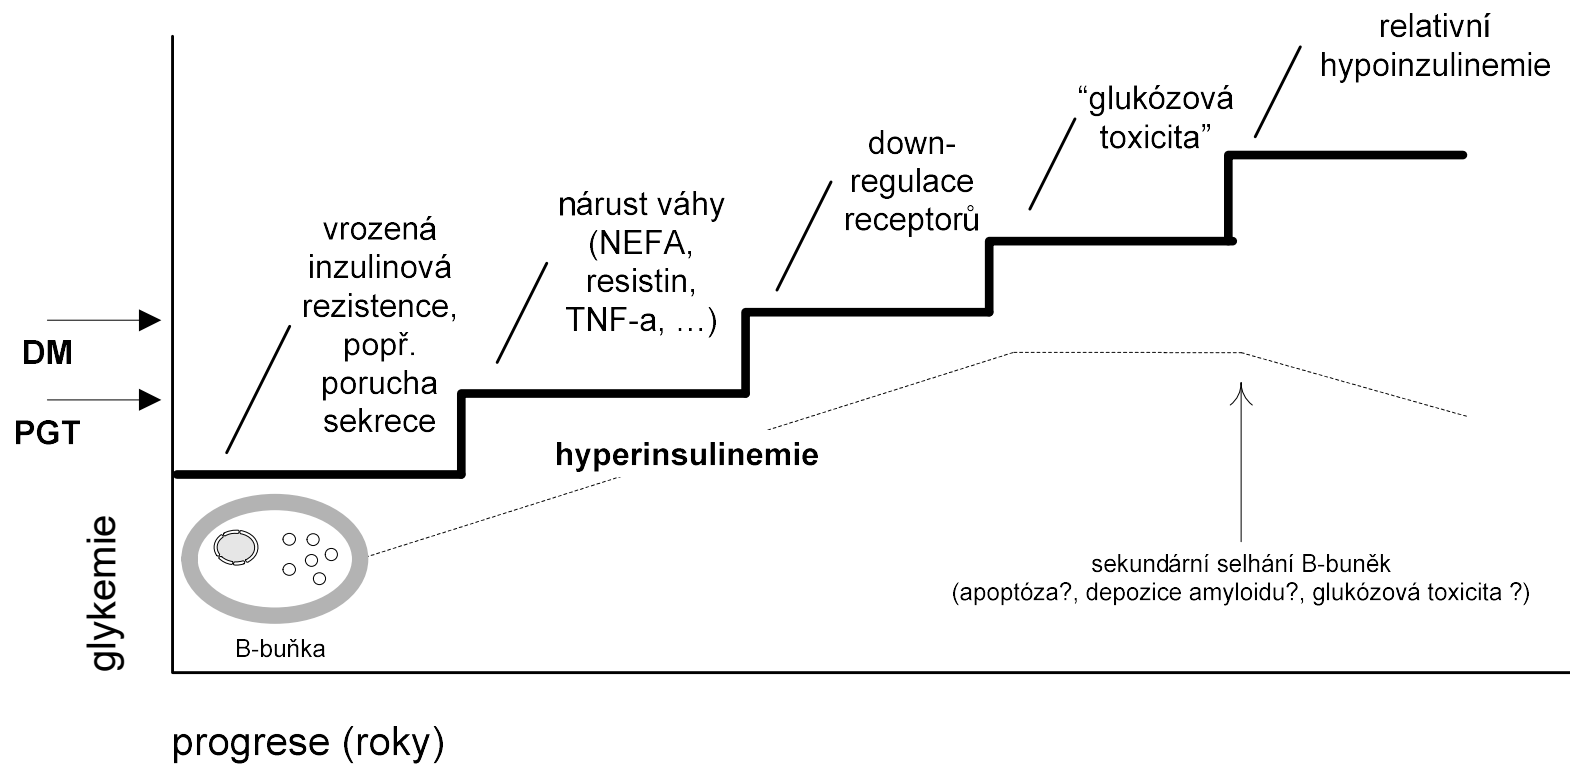 relativní
hypoinzulinemie
“glukózová
toxicita”
down-
regulace
receptorů
nárust váhy
(NEFA,
resistin,
TNF-a, …)
vrozená
inzulinová
rezistence,
popř.
porucha
sekrece
DM
PGT
hyperinsulinemie
glykemie
B-buňka
sekundární selhání B-buněk
(apoptóza?, depozice amyloidu?, glukózová toxicita ?)
progrese (roky)